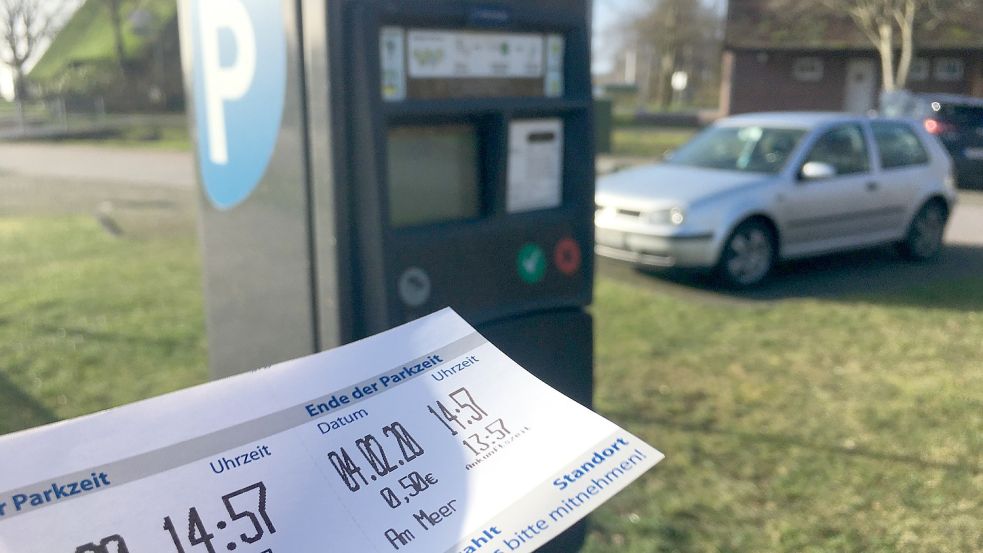 P
r Parkzeit
Uhrzeit
14:57
Ende der Parkzeit
Datum
Uhrzeit
04.02.20
14:57
13:57
Ankunftszeit
0,50€
Am Meer
Standort
ahlt
s bitte mitnehmen!